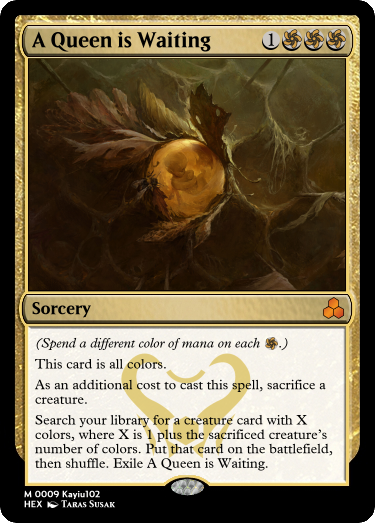 A Queen is Waiting 1
Sorcery
(Spend a different color of mana on each .)
This card is all colors.
As an additional cost to cast this spell, sacrifice a
creature.
Search your library for a creature card with X
colors, where X is 1 plus the sacrificed creature's
number of colors. Put that card on the battlefield,
then shuffle. Exile A Queen is Waiting.
M 0009 Kayiu102
HEX Taras Susak